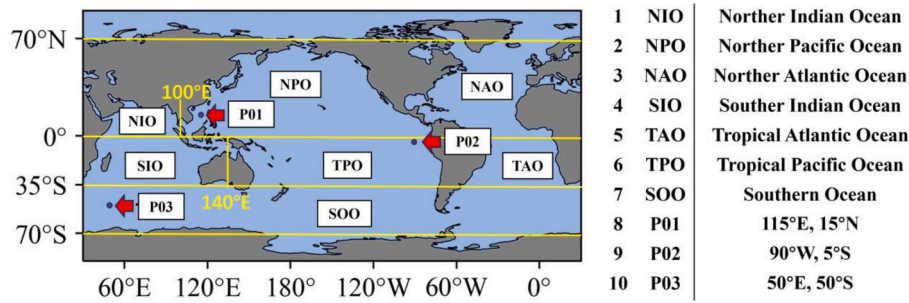 70°N
0°
35°S
70°S
60°E 120°E 180° 120°W 60°W 0°
NPO
NAO
100°E
NIO
P01
P02
SIO
TPO
TAO
140°E
P03
SOO
1 NIO Norther Indian Ocean
2 NPO Norther Pacific Ocean
3 NAO Norther Atlantic Ocean
4 SIO Souther Indian Ocean
5 TAO Tropical Atlantic Ocean
6 TPO Tropical Pacific Ocean
7 SOO Southern Ocean
8 P01 115°E, 15°N
9 P02 90°W, 5°S
10 P03 50°E, 50°S